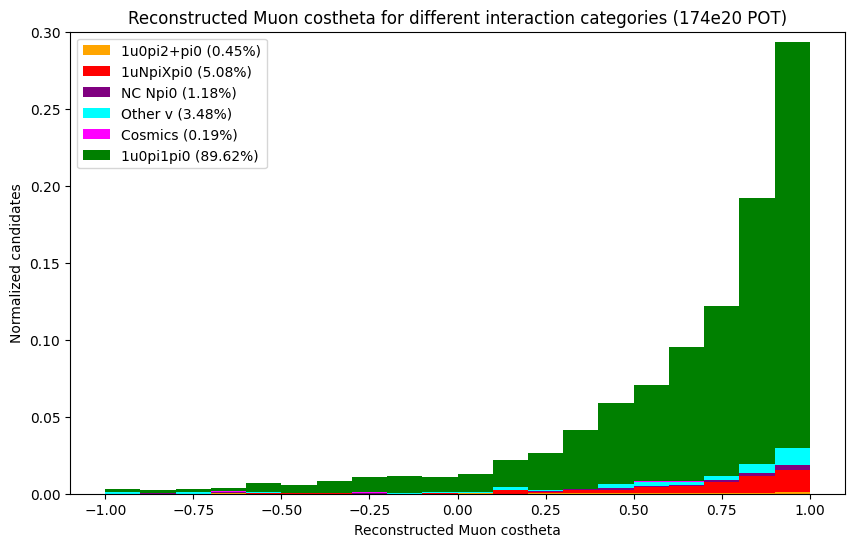 Reconstructed Muon costheta for different interaction categories (174e20 POT)
1u0pi2+pi0 (0.45%)
1uNpiXpi0 (5.08%)
NC Npi0 (1.18%)
Other v (3.48%)
Cosmics (0.19%)
1u0pi1pi0 (89.62%)
Normalized candidates
0.30
0.25
0.20
0.15
0.10
0.05
0.00
−1.00 −0.75 −0.50 −0.25 0.00 0.25 0.50 0.75 1.00
Reconstructed Muon costheta